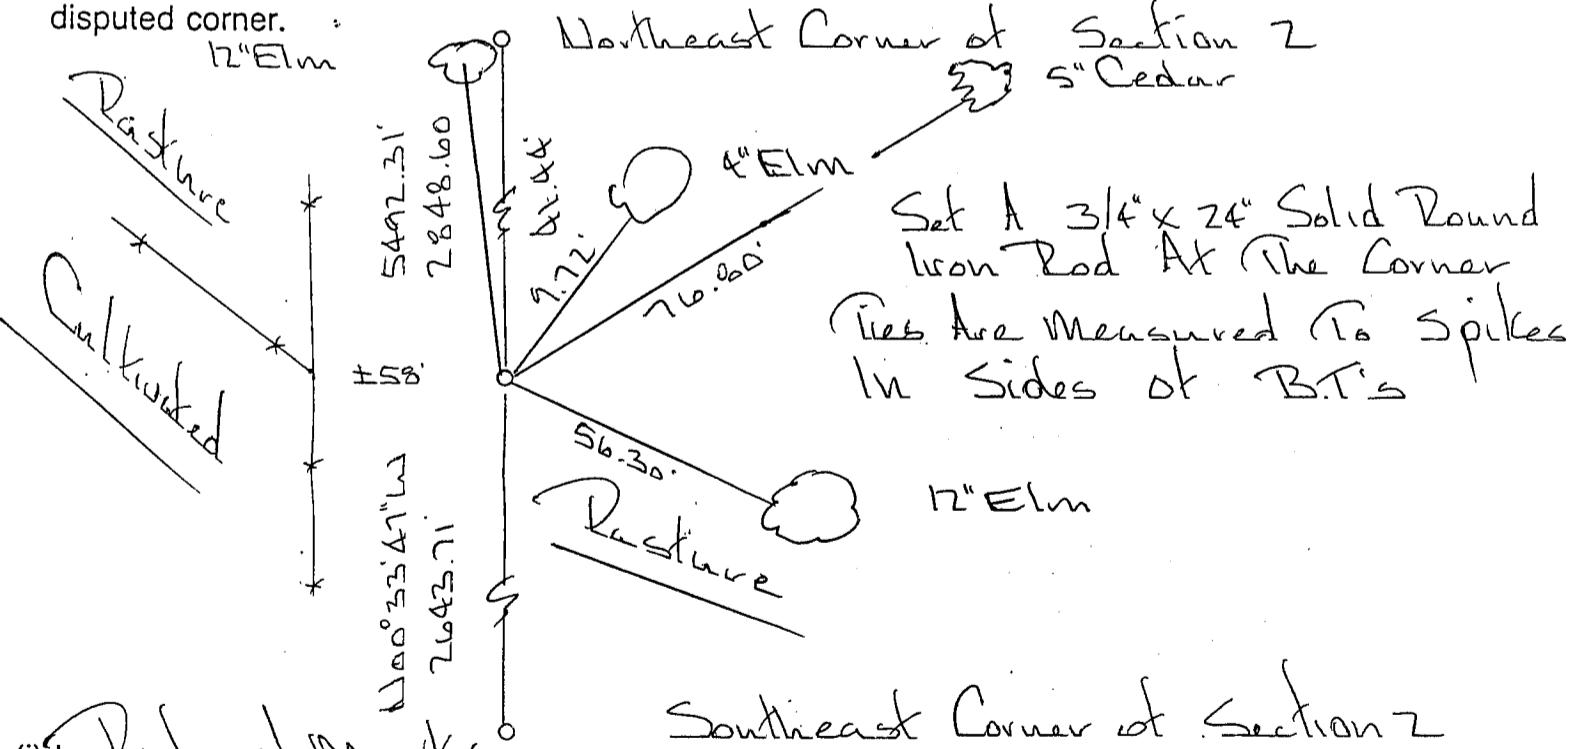 disputed corner.
12" Elm
Northeast Corner of Section 2
5" Cedar
Pasture
4" Elm
5492.31'
2848.60
41.44'
9.72'
76.80'
Set A 3/4" x 24" Solid Round
Iron Rod At The Corner
Ties Are Measured To Spikes
In Sides of B.T's
Cultivated
±58'
56.30'
12" Elm
Pasture
N00°33'47"W
2643.71'
Southeast Corner of Section 2